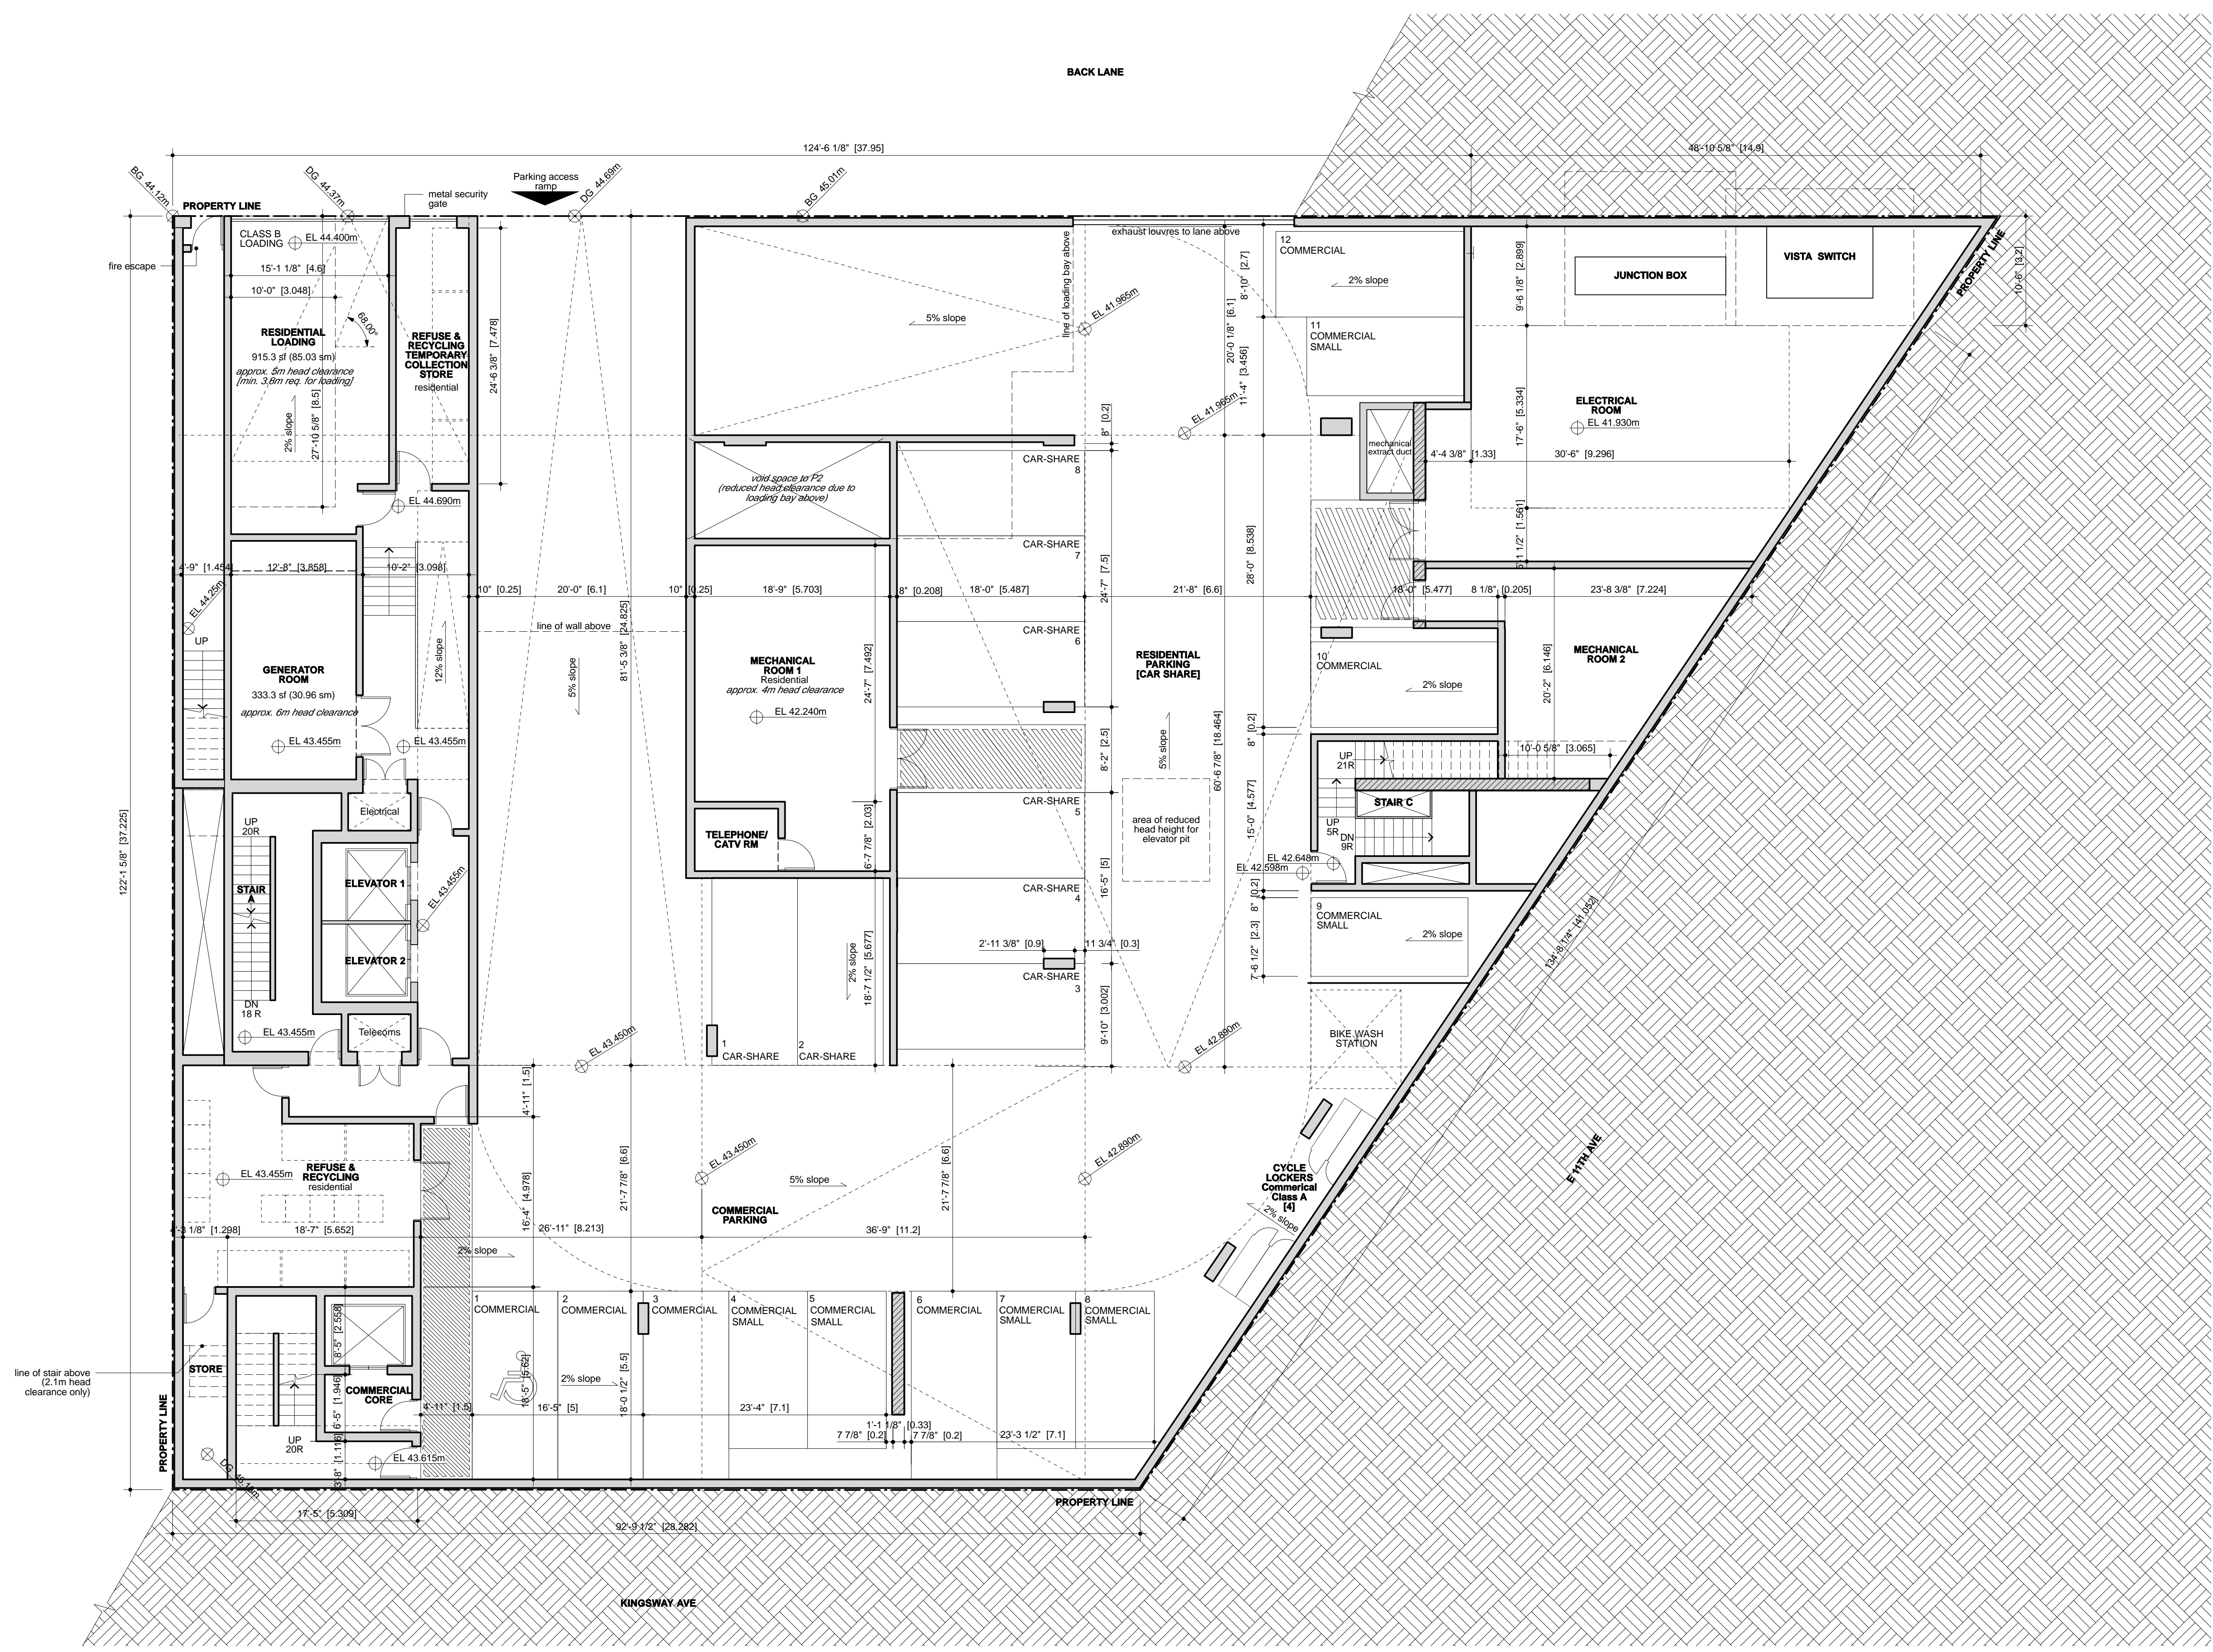 BACK LANE
124'-6 1/8" [37.95]
48'-10 5/8" [14.9]
BG 44.12m
PROPERTY LINE
DG 44.37m
metal security
gate
Parking access
ramp
DG 44.69m
BG 45.01m
fire escape
CLASS B
LOADING
EL 44.400m
15'-1 1/8" [4.6]
10'-0" [3.048]
68.00°
RESIDENTIAL
LOADING
915.3 sf (85.03 sm)
approx. 5m head clearance
[min. 3.8m req. for loading]
2% slope
27'-10 5/8" [8.5]
REFUSE &
RECYCLING
TEMPORARY
COLLECTION
STORE
residential
24'-6 3/8" [7.478]
EL 44.690m
5% slope
line of loading bay above
EL 41.965m
exhaust louvres to lane above
20'-0 1/8" [6.1]
8'-10" [2.7]
11'-4" [3.456]
12
COMMERCIAL
2% slope
11
COMMERCIAL
SMALL
9'-6 1/8" [2.899]
JUNCTION BOX
VISTA SWITCH
PROPERTY LINE
10'-6" [3.2]
ELECTRICAL
ROOM
EL 41.930m
17'-6" [5.334]
4'-4 3/8" [1.33]
30'-6" [9.296]
5'-1 1/2" [1.561]
mechanical
extract duct
EL 41.965m
8" [0.2]
CAR-SHARE
8
void space to P2
(reduced head clearance due to
loading bay above)
CAR-SHARE
7
24'-7" [7.5]
28'-0" [8.538]
4'-9" [1.454]
12'-8" [3.858]
10'-2" [3.098]
10" [0.25]
20'-0" [6.1]
10" [0.25]
18'-9" [5.703]
8" [0.208]
18'-0" [5.487]
21'-8" [6.6]
18'-0" [5.477]
8 1/8" [0.205]
23'-8 3/8" [7.224]
EL 44.25m
UP
line of wall above
81'-5 3/8" [24.825]
12% slope
5% slope
GENERATOR
ROOM
333.3 sf (30.96 sm)
approx. 6m head clearance
EL 43.455m
EL 43.455m
MECHANICAL
ROOM 1
Residential
approx. 4m head clearance
EL 42.240m
24'-7" [7.492]
CAR-SHARE
6
RESIDENTIAL
PARKING
[CAR SHARE]
10
COMMERCIAL
2% slope
MECHANICAL
ROOM 2
20'-2" [6.146]
8'-2" [2.5]
5% slope
60'-6 7/8" [18.464]
8" [0.2]
UP
21R
10'-0 5/8" [3.065]
122'-1 5/8" [37.225]
Electrical
UP
20R
TELEPHONE/
CATV RM
6'-7 7/8" [2.03]
CAR-SHARE
5
area of reduced
head height for
elevator pit
15'-0" [4.577]
STAIR C
UP
5R
DN
9R
EL 42.648m
EL 42.598m
ELEVATOR 1
STAIR
A
EL 43.455m
ELEVATOR 2
DN
18 R
EL 43.455m
Telecoms
CAR-SHARE
4
16'-5" [5]
8" [0.2]
9
COMMERCIAL
SMALL
2% slope
7'-6 1/2" [2.3]
134'-8 1/4" [41.052]
2% slope
18'-7 1/2" [5.677]
2'-11 3/8" [0.9]
11 3/4" [0.3]
CAR-SHARE
3
9'-10" [3.002]
1
CAR-SHARE
2
CAR-SHARE
EL 43.450m
EL 42.890m
BIKE WASH
STATION
4'-11" [1.5]
REFUSE &
RECYCLING
residential
EL 43.455m
16'-4" [4.978]
21'-7 7/8" [6.6]
EL 43.450m
5% slope
21'-7 7/8" [6.6]
EL 42.890m
COMMERCIAL
PARKING
CYCLE
LOCKERS
Commerical
Class A
[4]
2% slope
E 11TH AVE
4'-3 1/8" [1.298]
18'-7" [5.652]
26'-11" [8.213]
36'-9" [11.2]
2% slope
1
COMMERCIAL
2
COMMERCIAL
3
COMMERCIAL
4
COMMERCIAL
SMALL
5
COMMERCIAL
SMALL
6
COMMERCIAL
7
COMMERCIAL
SMALL
8
COMMERCIAL
SMALL
8'-5" [2.558]
line of stair above
(2.1m head
clearance only)
STORE
COMMERCIAL
CORE
6'-5" [1.946]
18'-5" [5.62]
2% slope
18'-0 1/2" [5.5]
4'-11" [1.5]
16'-5" [5]
23'-4" [7.1]
1'-1 1/8" [0.33]
7 7/8" [0.2]
7 7/8" [0.2]
23'-3 1/2" [7.1]
PROPERTY LINE
UP
20R
3'-8" [1.116]
EL 43.615m
PROPERTY LINE
17'-5" [5.309]
92'-9 1/2" [28.282]
KINGSWAY AVE